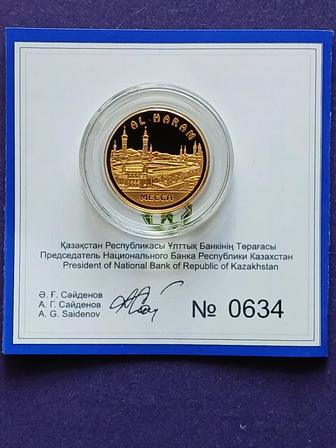 AL HARAM
MECCA
Қазақстан Республикасы Ұлттық Банкінің Төрағасы
Председатель Национального Банка Республики Казахстан
President of National Bank of Republic of Kazakhstan
Ә. Ғ. Сәйденов
А. Г. Сайденов
A. G. Saidenov
№ 0634